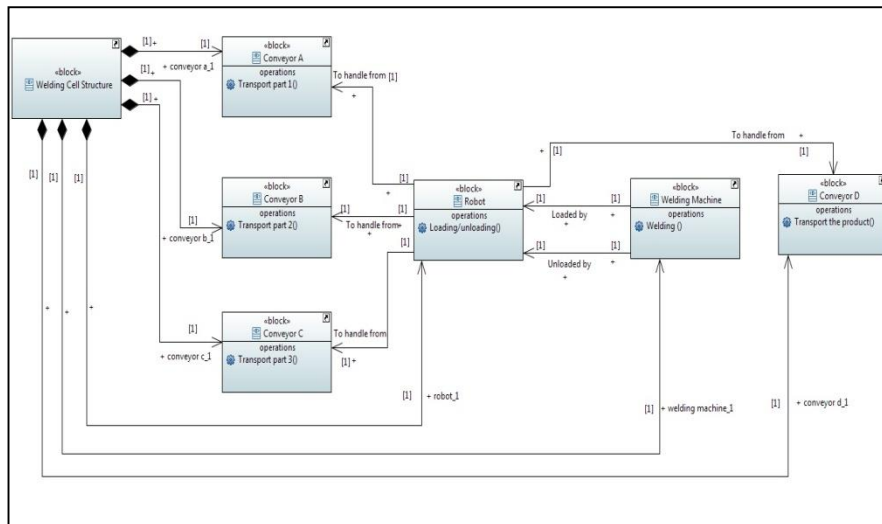 «block»
Welding Cell Structure
[1]+
[1]
+ conveyor a_1
[1]+
[1]+
«block»
Conveyor A
operations
Transport part 1()
To handle from [1]
+
[1]
+
«block»
Conveyor B
operations
Transport part 2()
[1]
+ conveyor b_1
[1]
[1]
To handle from+
+
[1]
«block»
Robot
operations
Loading/unloading()
+
[1]
To handle from +
[1]
[1]
[1]
Loaded by +
+
[1]
[1]
Unloaded by +
+
«block»
Welding Machine
operations
Welding ()
«block»
Conveyor D
operations
Transport the product()
[1]
[1]
[1]
+
+
+
«block»
Conveyor C
operations
Transport part 3()
[1]
+ conveyor c_1
To handle from
[1]+
[1]
+ robot_1
[1]
+ welding machine_1
[1]
+ conveyor d_1